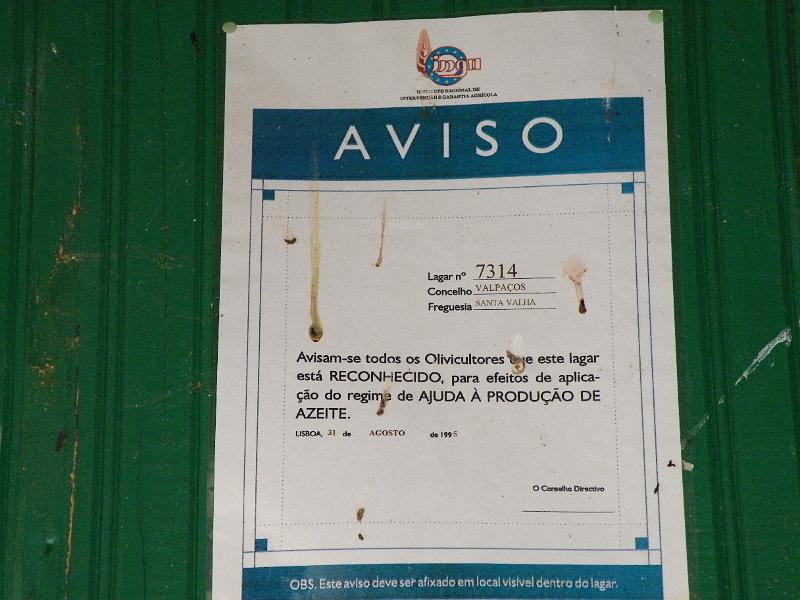 inga
INSTITUTO NACIONAL DE
INTERVENÇÃO E GARANTIA AGRÍCOLA
AVISO
Lagar nº 7314
Concelho VALPAÇOS
Freguesia SANTA VALHA
Avisam-se todos os Olivicultores que este lagar
está RECONHECIDO, para efeitos de aplica-
ção do regime de AJUDA À PRODUÇÃO DE
AZEITE.
LISBOA, 31 de AGOSTO de 1995
O Conselho Directivo
OBS. Este aviso deve ser afixado em local visível dentro do lagar.